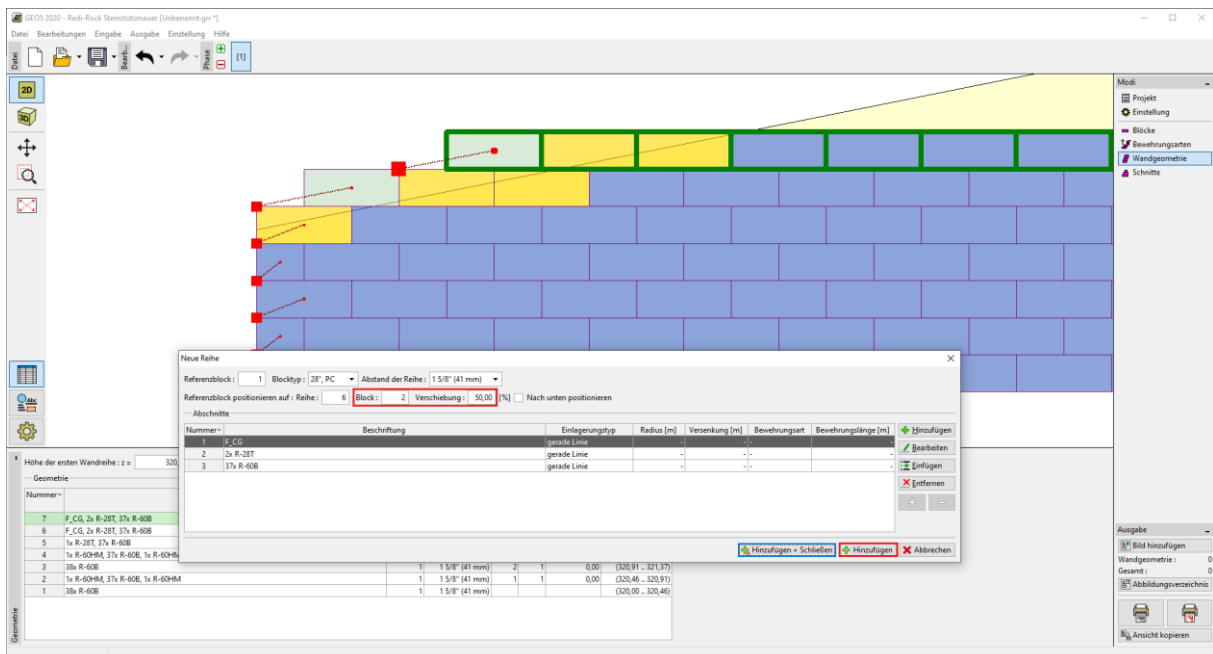 GEO5 2020 - Redi-Rock Steinstützmauer [Unbenannt.grr *]
Datei Bearbeitungen Eingabe Ausgabe Einstellung Hilfe
Datei Bearb... Phase [1]
2D
3D
Modi
Projekt
Einstellung
Blöcke
Bewehrungsarten
Wandgeometrie
Schnitte
Neue Reihe
Referenzblock : 1 Blocktyp : 28", PC Abstand der Reihe : 1 5/8" (41 mm)
Referenzblock positionieren auf : Reihe : 6 Block : 2 Verschiebung : 50,00 [%] Nach unten positionieren
Abschnitte
Nummer Beschriftung Einlagerungstyp Radius [m] Versenkung [m] Bewehrungsart Bewehrungslänge [m]
1 F_CG gerade Linie - - - -
2 2x R-28T gerade Linie - - - -
3 37x R-60B gerade Linie - - - -
Hinzufügen
Bearbeiten
Einfügen
Entfernen
+ −
Hinzufügen + Schließen Hinzufügen Abbrechen
Abc
Höhe der ersten Wandreihe : z = 320,
Geometrie
Nummer
7 F_CG, 2x R-28T, 37x R-60B
6 F_CG, 2x R-28T, 37x R-60B
5 1x R-28T, 37x R-60B
4 1x R-60HM, 37x R-60B, 1x R-60HM
3 38x R-60B 1 1 5/8" (41 mm) 2 1 0,00 (320,91 .. 321,37)
2 1x R-60HM, 37x R-60B, 1x R-60HM 1 1 5/8" (41 mm) 1 1 0,00 (320,46 .. 320,91)
1 38x R-60B 1 1 5/8" (41 mm) (320,00 .. 320,46)
Geometrie
Ausgabe
Bild hinzufügen
Wandgeometrie : 0
Gesamt : 0
Abbildungsverzeichnis
Ansicht kopieren